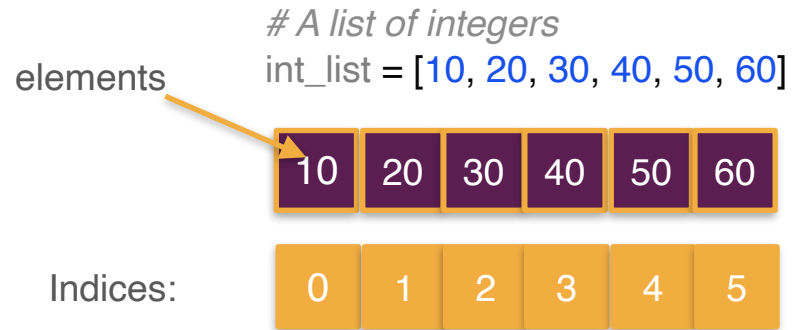 # A list of integers
int_list = [10, 20, 30, 40, 50, 60]
elements
10 20 30 40 50 60
Indices: 0 1 2 3 4 5